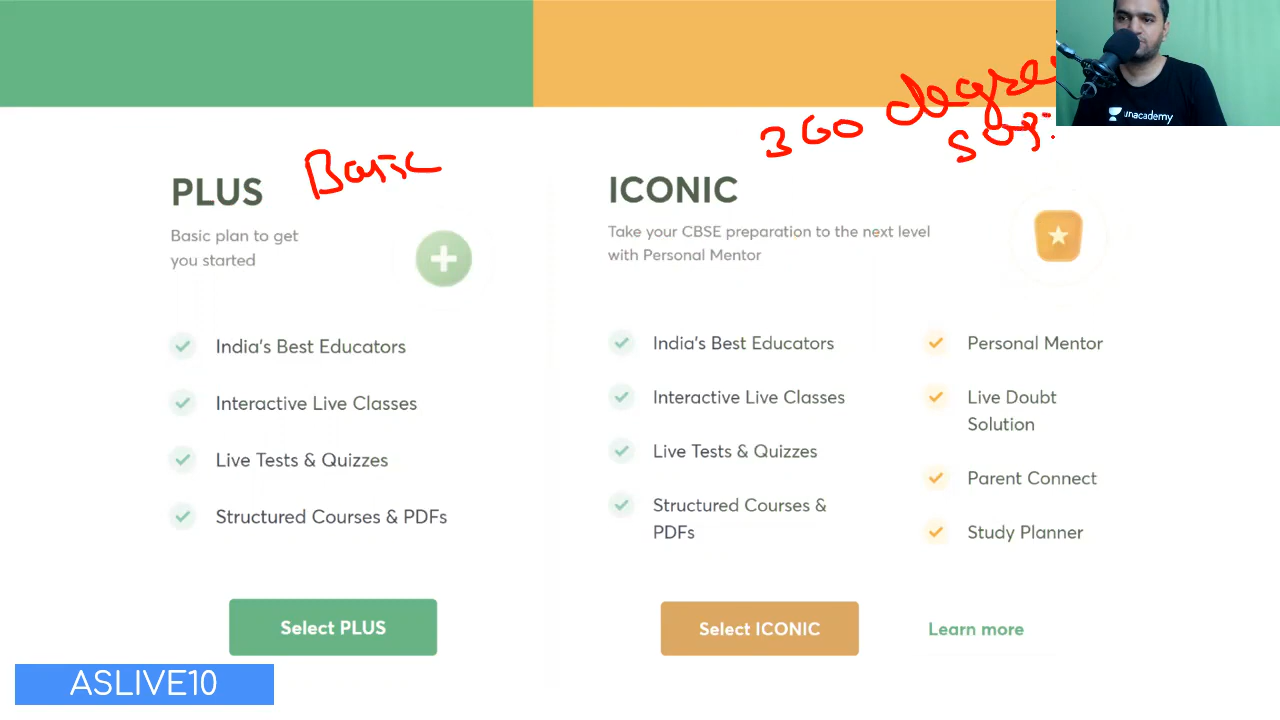 unacademy
360 degree
PLUS
Basic
Basic plan to get
you started
India's Best Educators
Interactive Live Classes
Live Tests & Quizzes
Structured Courses & PDFs
Select PLUS
ICONIC
Take your CBSE preparation to the next level
with Personal Mentor
India's Best Educators
Interactive Live Classes
Live Tests & Quizzes
Structured Courses &
PDFs
Personal Mentor
Live Doubt
Solution
Parent Connect
Study Planner
Select ICONIC
Learn more
ASLIVE10